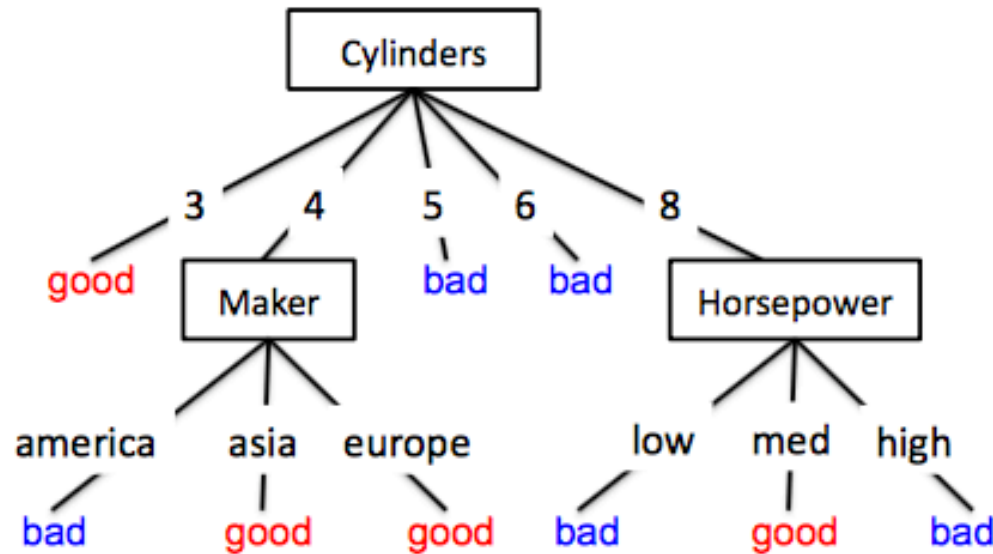 Cylinders
3 4 5 6 8
good bad bad
Maker Horsepower
america asia europe low med high
bad good good bad good bad